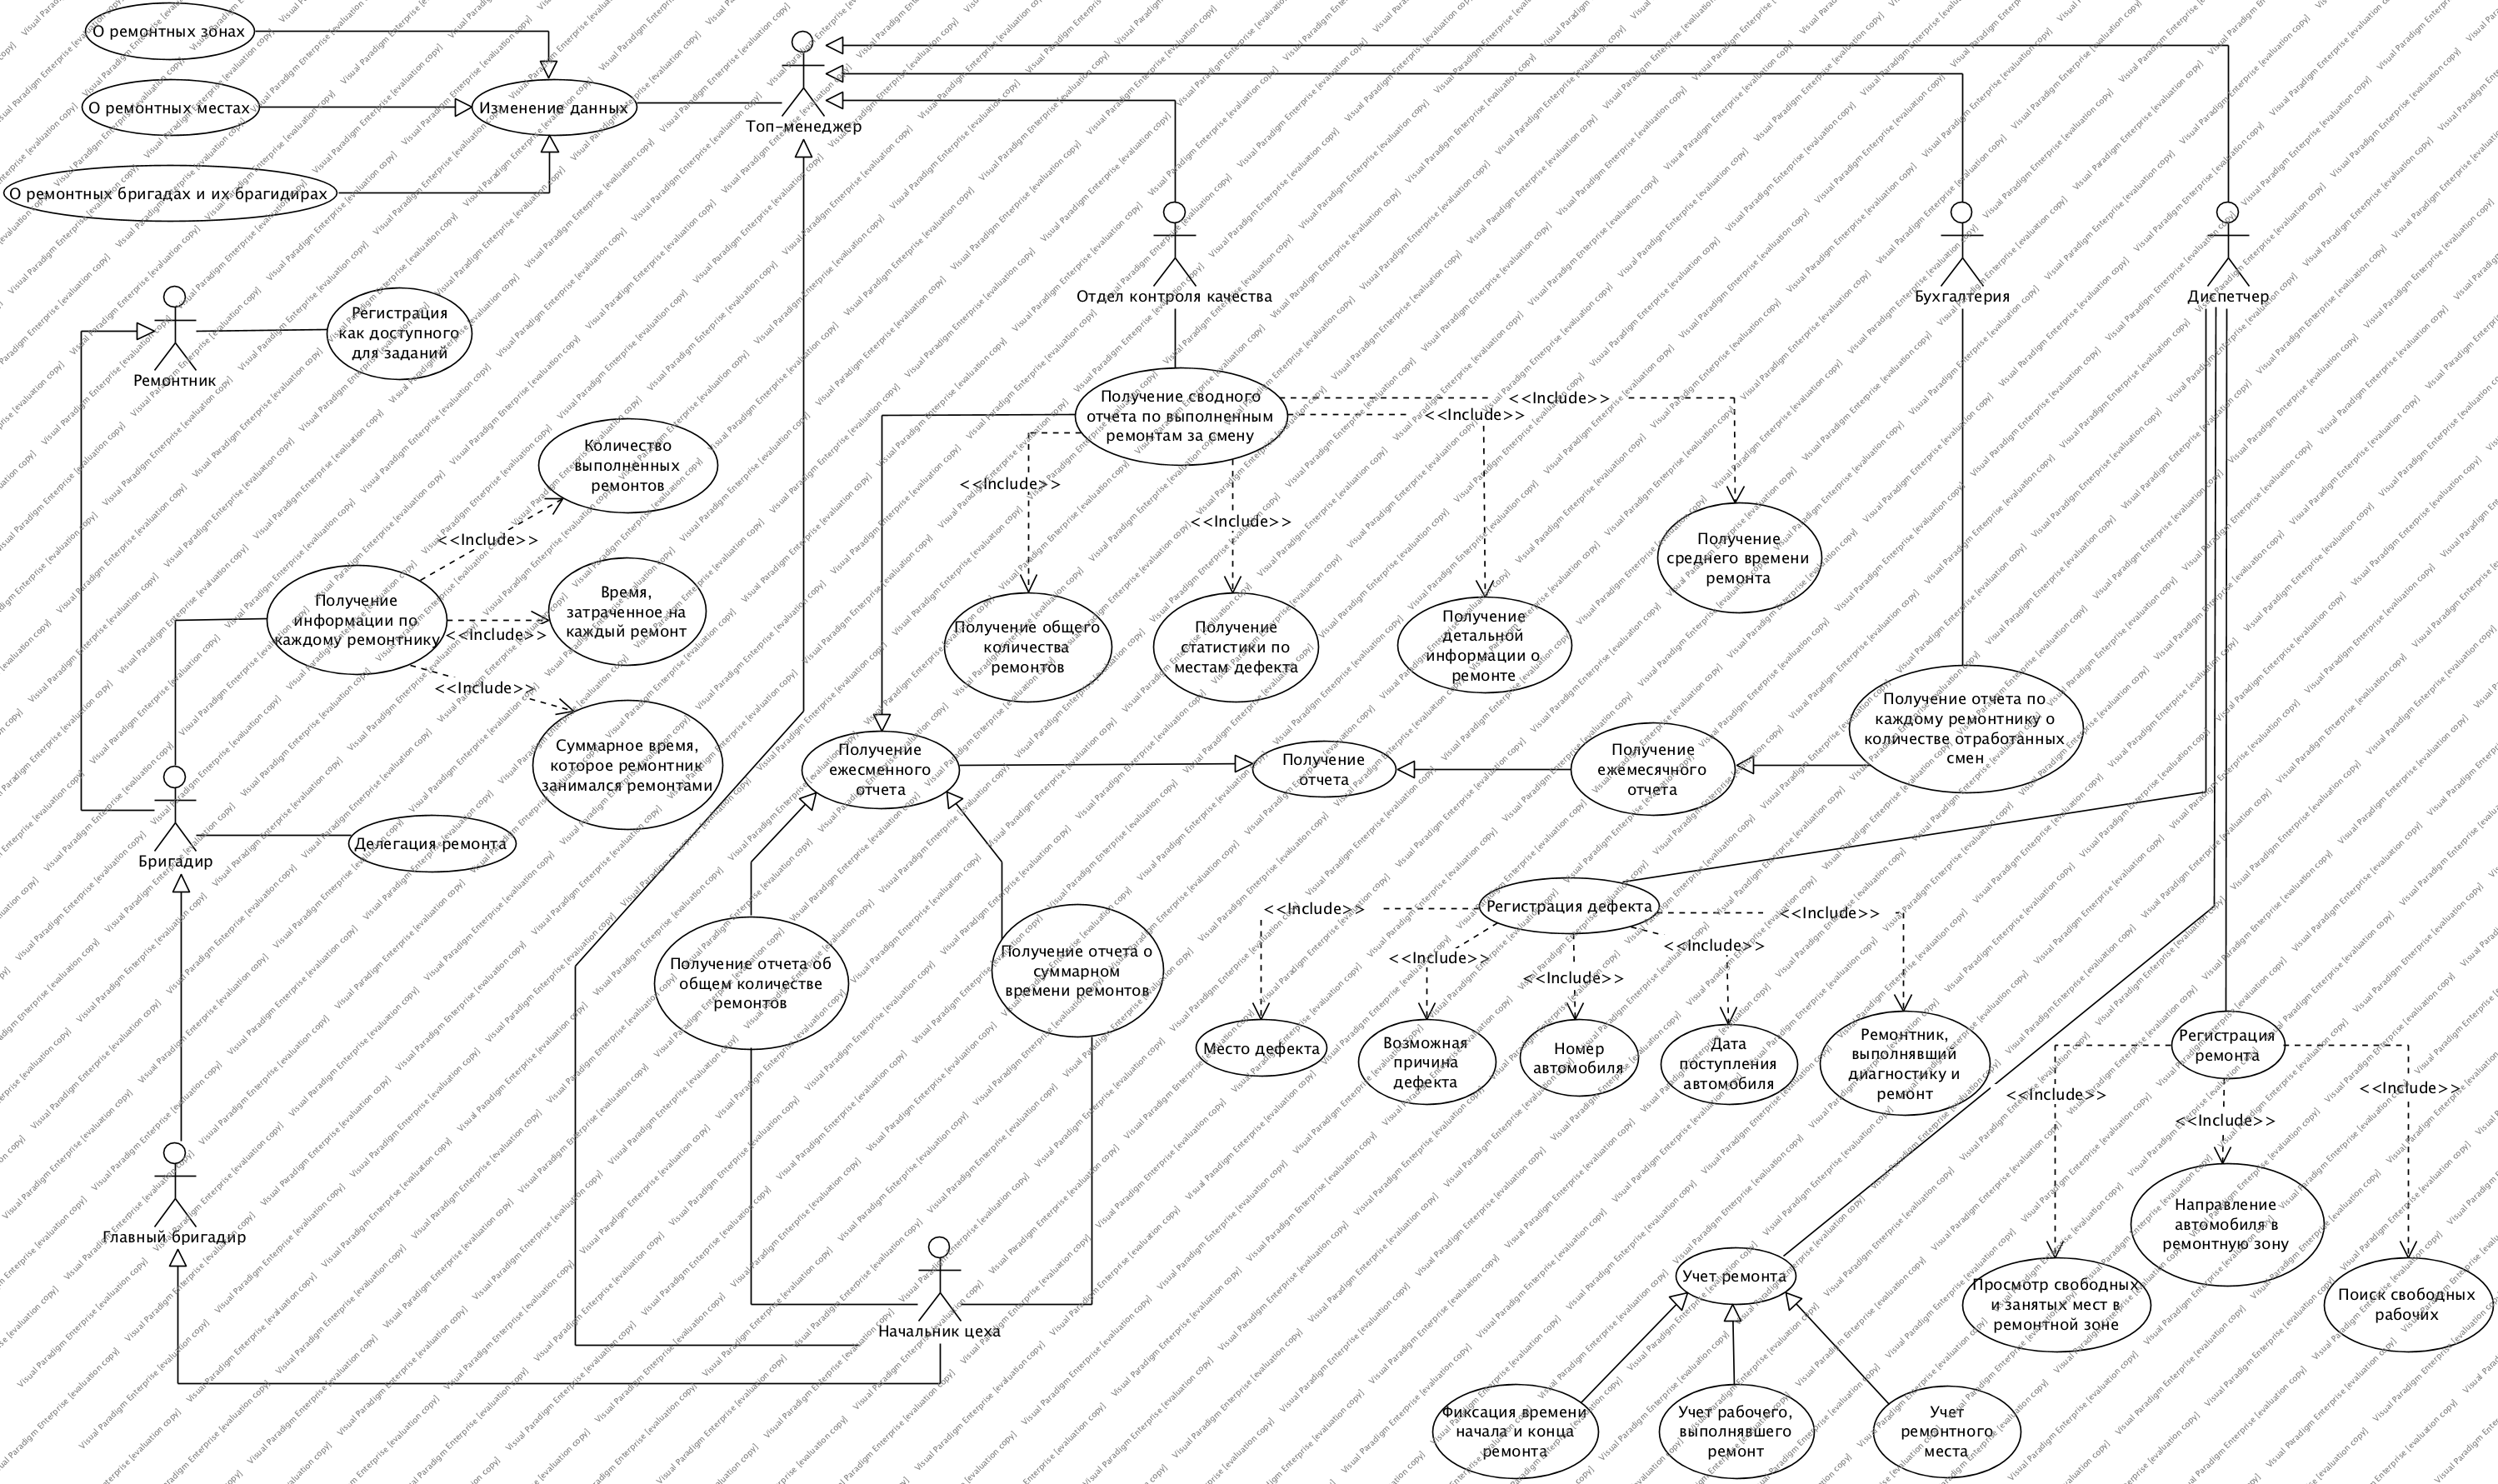 О ремонтных зонах
О ремонтных местах
Изменение данных
О ремонтных бригадах и их брагидирах
Топ-менеджер
Отдел контроля качества
Бухгалтерия
Диспетчер
Ремонтник
Регистрация
как доступного
для заданий
Получение сводного
отчета по выполненным
ремонтам за смену
<<Include>>
<<Include>>
<<Include>>
<<Include>>
Количество
выполненных
ремонтов
<<Include>>
Получение
информации по
каждому ремонтнику
<<Include>>
Время,
затраченное на
каждый ремонт
<<Include>>
Суммарное время,
которое ремонтник
занимался ремонтами
Получение общего
количества
ремонтов
Получение
статистики по
местам дефекта
Получение
детальной
информации о
ремонте
Получение
среднего времени
ремонта
Получение отчета по
каждому ремонтнику о
количестве отработанных
смен
Получение
ежесменного
отчета
Получение
отчета
Получение
ежемесячного
отчета
Бригадир
Делегация ремонта
Получение отчета об
общем количестве
ремонтов
Получение отчета о
суммарном
времени ремонтов
Регистрация дефекта
<<Include>>
<<Include>>
<<Include>>
<<Include>>
<<Include>>
Место дефекта
Возможная
причина
дефекта
Номер
автомобиля
Дата
поступления
автомобиля
Ремонтник,
выполнявший
диагностику и
ремонт
Регистрация
ремонта
<<Include>>
<<Include>>
<<Include>>
Направление
автомобиля в
ремонтную зону
Просмотр свободных
и занятых мест в
ремонтной зоне
Поиск свободных
рабочих
Главный бригадир
Начальник цеха
Учет ремонта
Фиксация времени
начала и конца
ремонта
Учет рабочего,
выполнявшего
ремонт
Учет
ремонтного
места
Visual Paradigm Enterprise [evaluation copy]